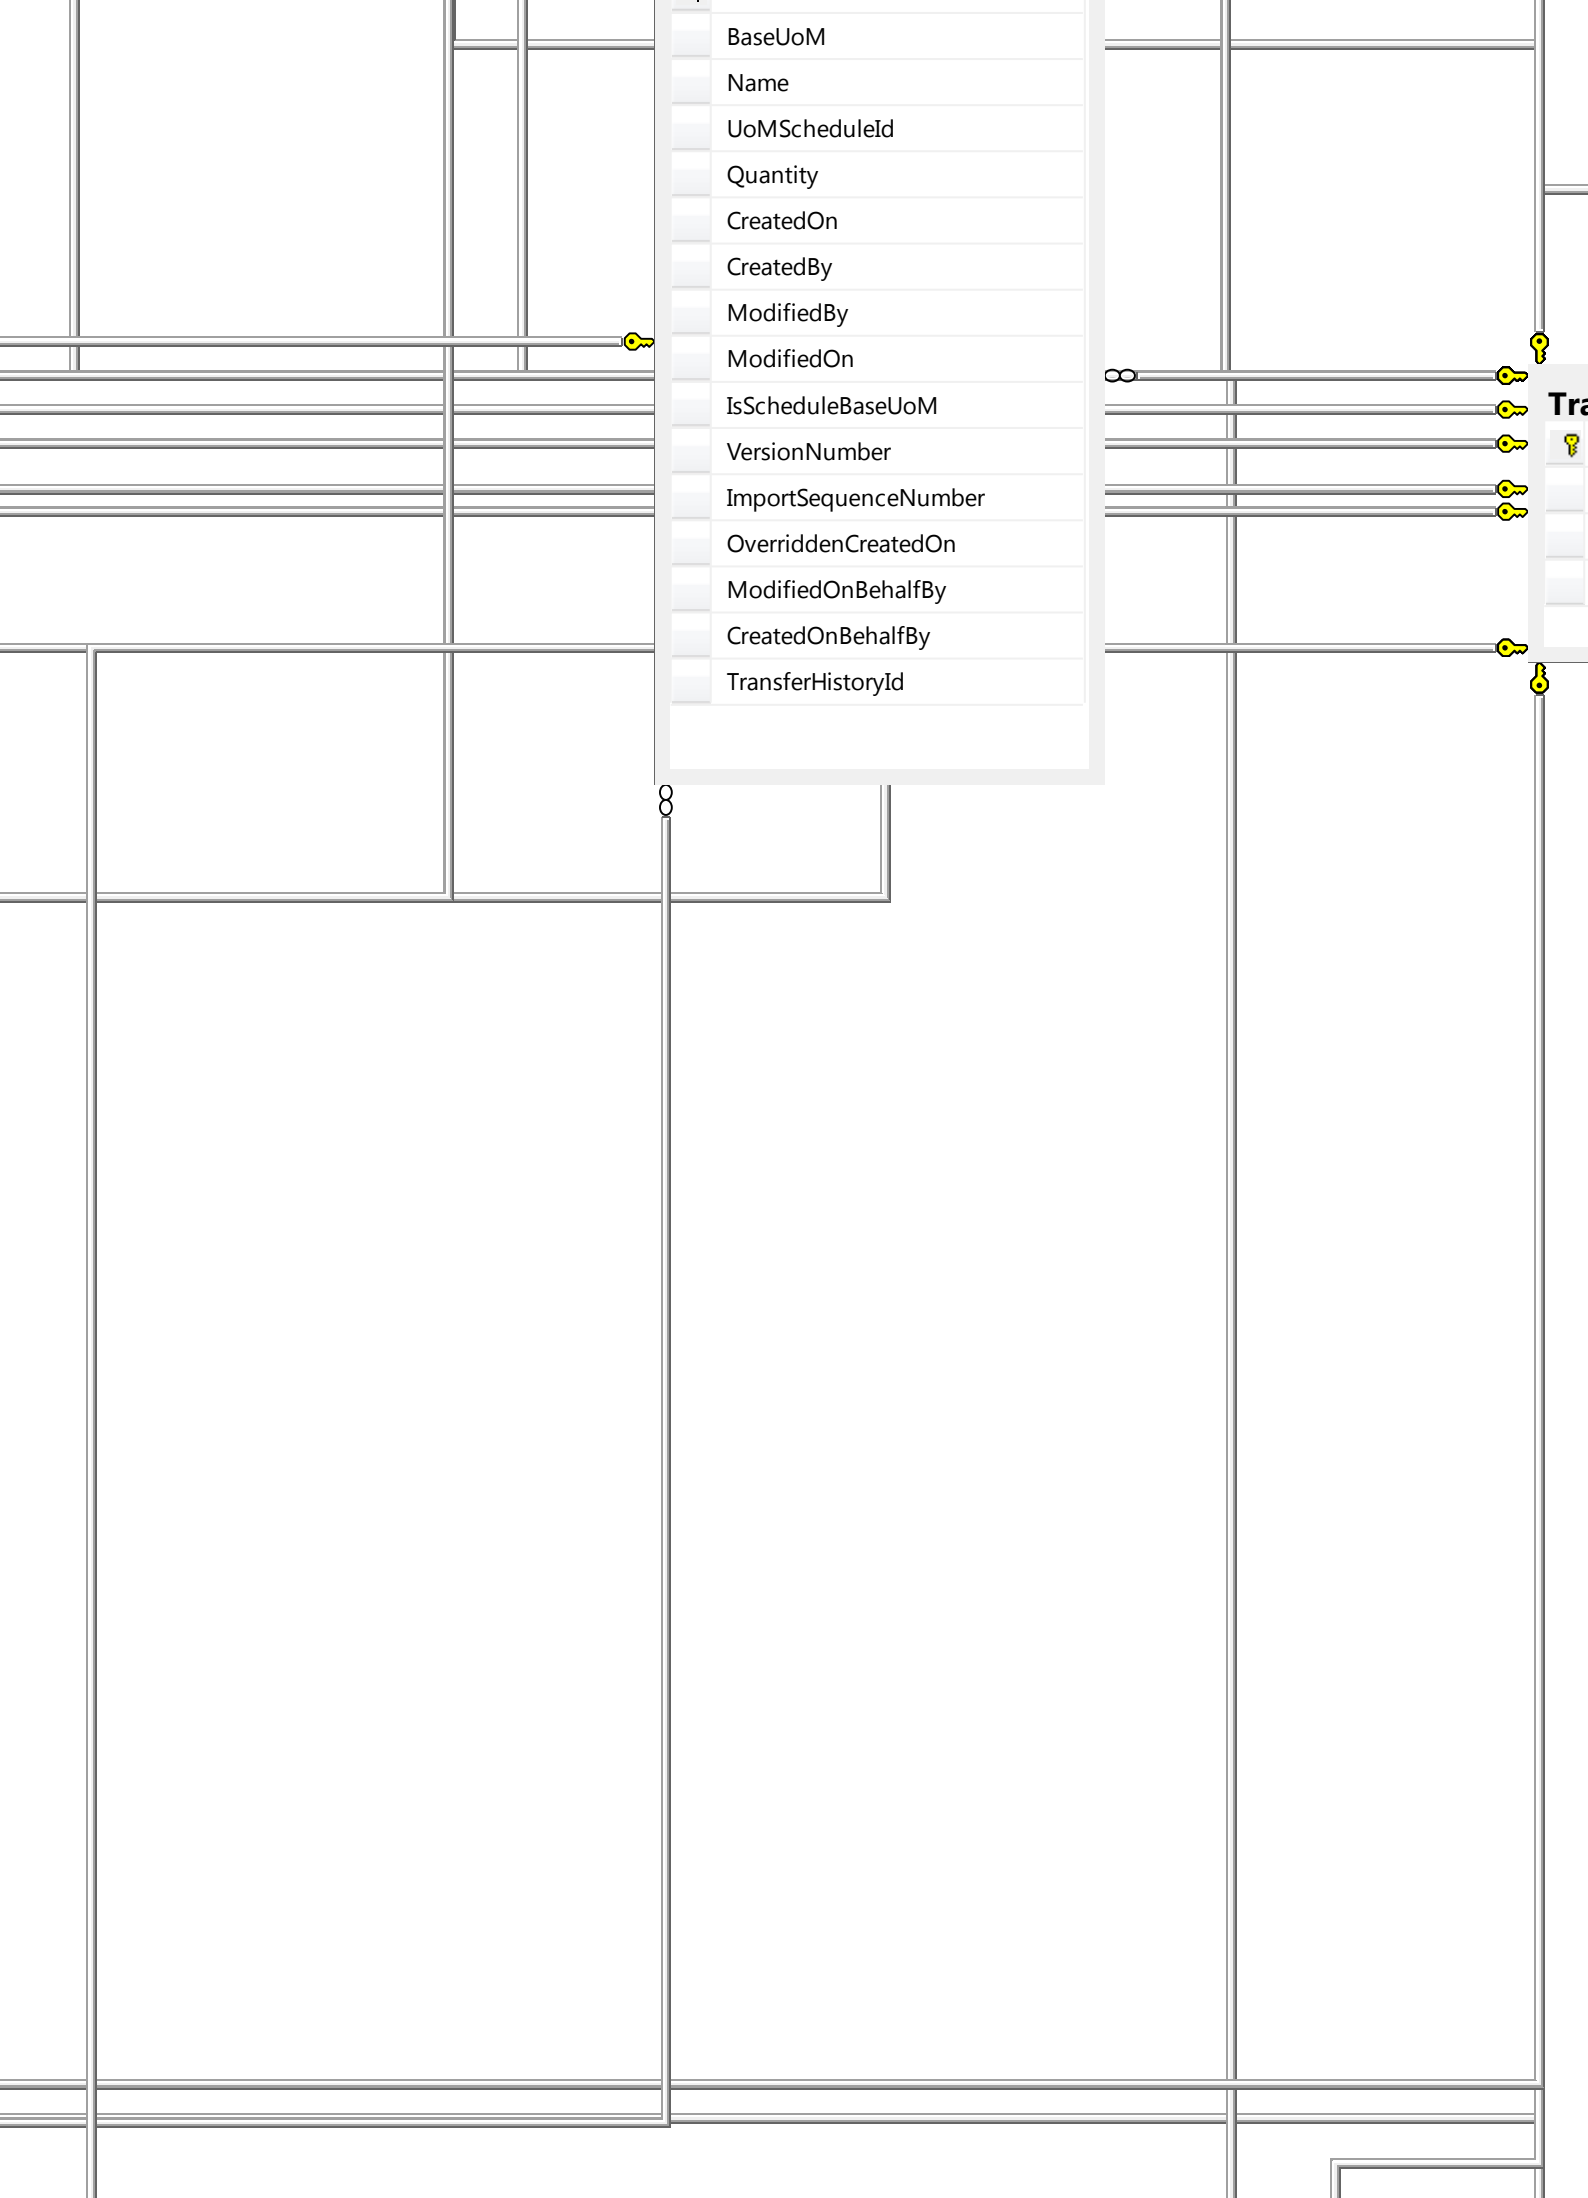 BaseUoM
Name
UoMScheduleId
Quantity
CreatedOn
CreatedBy
ModifiedBy
ModifiedOn
IsScheduleBaseUoM
VersionNumber
ImportSequenceNumber
OverriddenCreatedOn
ModifiedOnBehalfBy
CreatedOnBehalfBy
TransferHistoryId
Tra